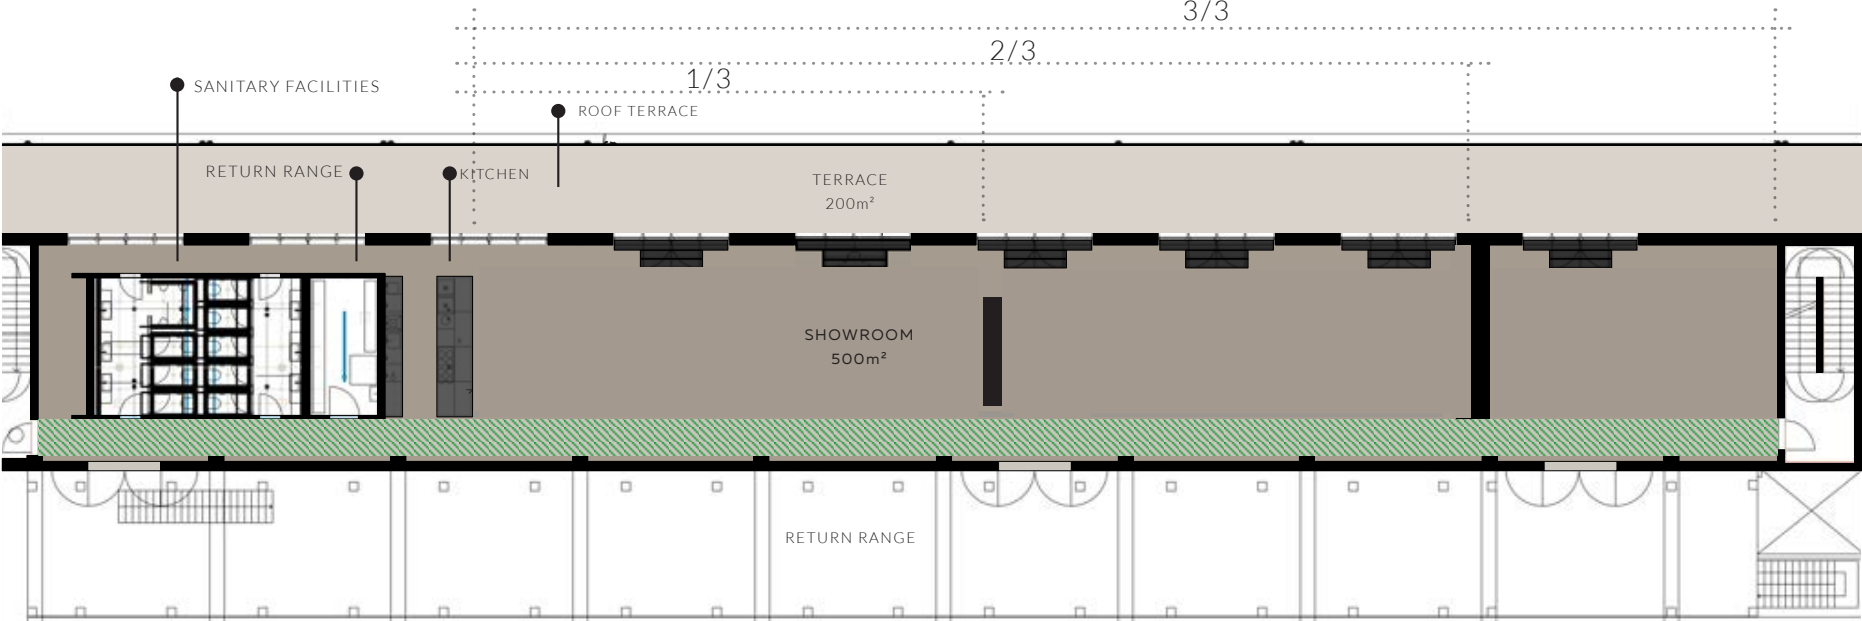 3/3
2/3
1/3
SANITARY FACILITIES
ROOF TERRACE
RETURN RANGE
KITCHEN
TERRACE
200m²
SHOWROOM
500m²
RETURN RANGE